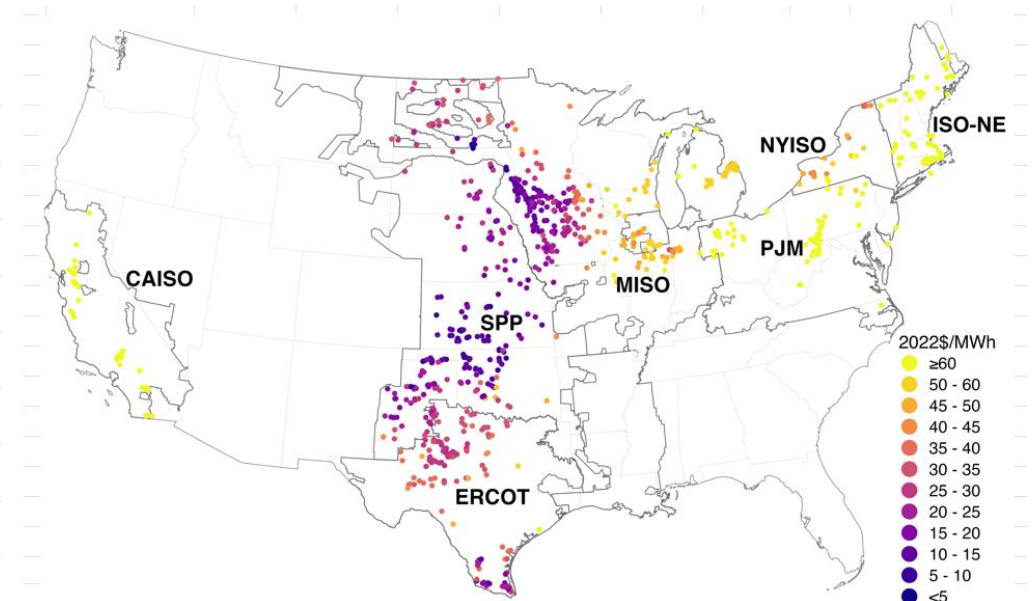 NYISO
ISO-NE
PJM
CAISO
MISO
SPP
ERCOT
2022$/MWh
≥60
50 - 60
45 - 50
40 - 45
35 - 40
30 - 35
25 - 30
20 - 25
15 - 20
10 - 15
5 - 10
<5